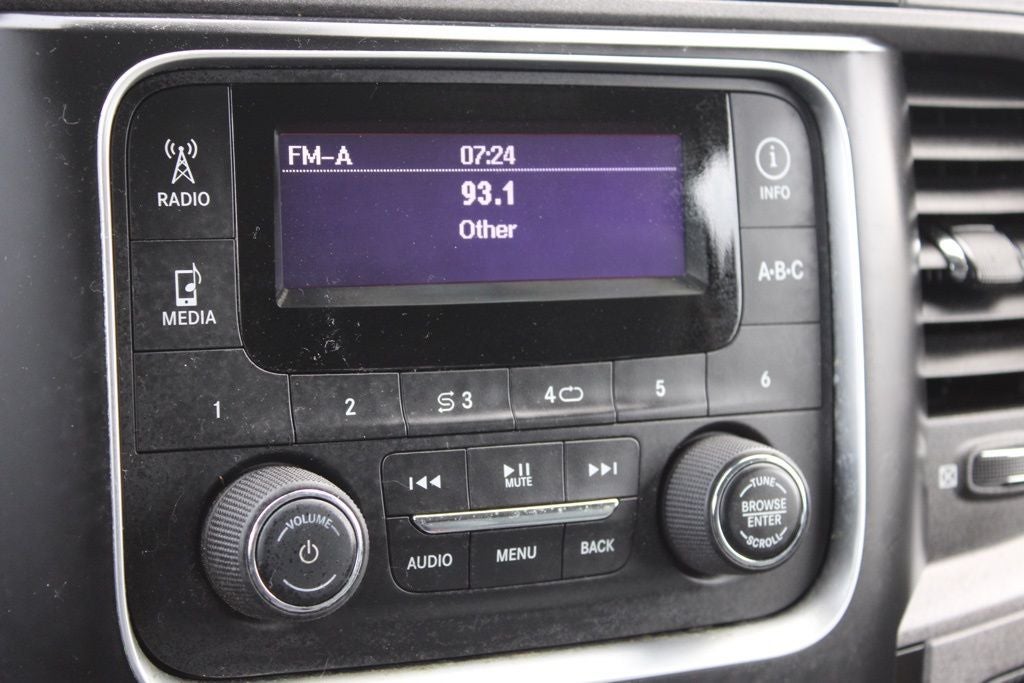 FM-A 07:24
93.1
Other
RADIO
MEDIA
INFO
A·B·C
1 2 3 4 5 6
MUTE
VOLUME
AUDIO MENU BACK
TUNE
BROWSE
ENTER
SCROLL